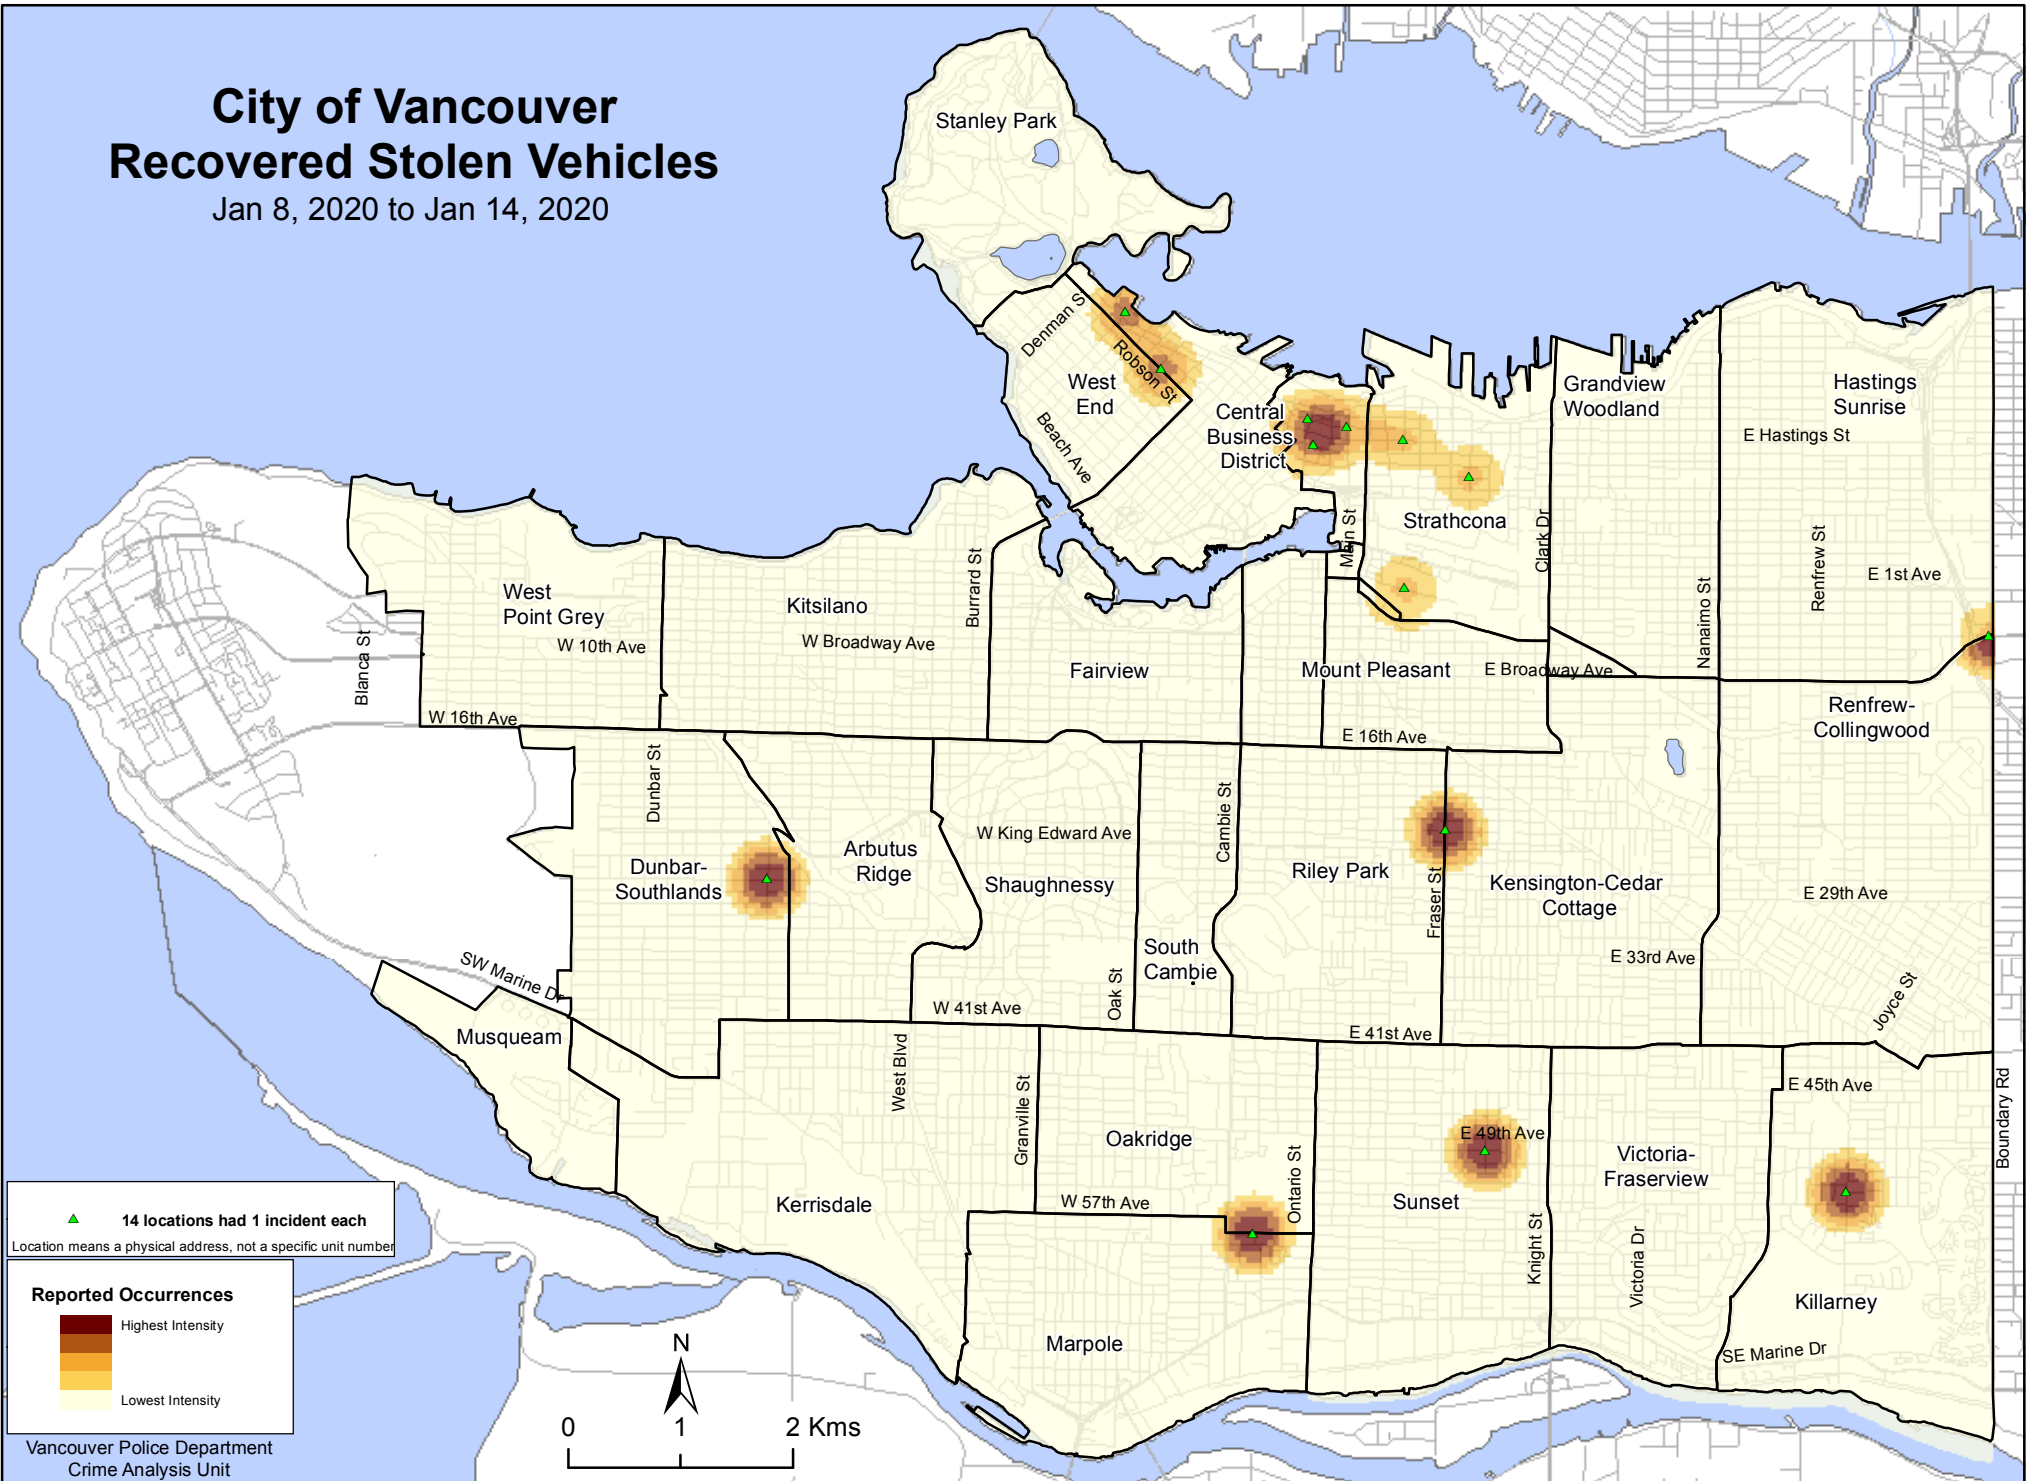 City of Vancouver
Recovered Stolen Vehicles
Jan 8, 2020 to Jan 14, 2020
Stanley Park
Denman S
Robson St
West
End
Beach Ave
Central
Business
District
Grandview
Woodland
Hastings
Sunrise
E Hastings St
Strathcona
Main St
Clark Dr
Nanaimo St
Renfrew St
E 1st Ave
West
Point Grey
W 10th Ave
Blanca St
Kitsilano
W Broadway Ave
Burrard St
Fairview
Mount Pleasant
E Broadway Ave
Renfrew-
Collingwood
W 16th Ave
E 16th Ave
Dunbar St
Dunbar-
Southlands
Arbutus
Ridge
W King Edward Ave
Shaughnessy
Cambie St
Riley Park
Fraser St
Kensington-Cedar
Cottage
E 29th Ave
South
Cambie
E 33rd Ave
SW Marine Dr
Oak St
Joyce St
W 41st Ave
E 41st Ave
Musqueam
West Blvd
Granville St
Oakridge
Ontario St
E 49th Ave
E 45th Ave
Boundary Rd
Victoria-
Fraserview
Kerrisdale
W 57th Ave
Sunset
Knight St
Victoria Dr
Killarney
Marpole
SE Marine Dr
14 locations had 1 incident each
Location means a physical address, not a specific unit number
Reported Occurrences
Highest Intensity
Lowest Intensity
N
0 1 2 Kms
Vancouver Police Department
Crime Analysis Unit